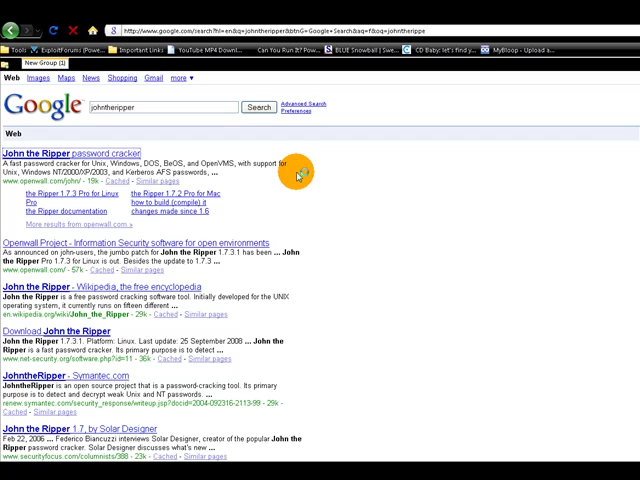 http://www.google.com/search?hl=en&q=johntheripper&btnG=Google+Search&aq=f&oq=johntherippe
Tools ExploitForums (Powe... Important Links YouTube MP4 Downl... Can You Run It? Pow... BLUE Snowball | Swe... CD Baby: let's find y... MyBloop - Upload a...
New Group (1)
Web Images Maps News Shopping Gmail more ▼
Google johntheripper Search Advanced Search
Preferences
Web
John the Ripper password cracker
A fast password cracker for Unix, Windows, DOS, BeOS, and OpenVMS, with support for
Unix, Windows NT/2000/XP/2003, and Kerberos AFS passwords, ...
www.openwall.com/john/ - 19k - Cached - Similar pages
the Ripper 1.7.3 Pro for Linux the Ripper 1.7.2 Pro for Mac
Pro how to build (compile) it
the Ripper documentation changes made since 1.6
More results from openwall.com »
Openwall Project - Information Security software for open environments
As announced on john-users, the jumbo patch for John the Ripper 1.7.3.1 has been ... John
the Ripper Pro 1.7.3 for Linux is out. Besides the update to 1.7.3 ...
www.openwall.com/ - 57k - Cached - Similar pages
John the Ripper - Wikipedia, the free encyclopedia
John the Ripper is a free password cracking software tool. Initially developed for the UNIX
operating system, it currently runs on fifteen different ...
en.wikipedia.org/wiki/John_the_Ripper - 29k - Cached - Similar pages
Download John the Ripper
John the Ripper 1.7.3.1. Platform: Linux. Last update: 25 September 2008 ... John the Ripper
is a fast password cracker. Its primary purpose is to detect ...
www.net-security.org/software.php?id=11 - 36k - Cached - Similar pages
JohntheRipper - Symantec.com
JohntheRipper is an open source project that is a password-cracking tool. Its primary
purpose is to detect and decrypt weak Unix and NT passwords. ...
renew.symantec.com/security_response/writeup.jsp?docid=2004-092316-2113-99 - 29k -
Cached - Similar pages
John the Ripper 1.7, by Solar Designer
Feb 22, 2006 ... Federico Biancuzzi interviews Solar Designer, creator of the popular John the
Ripper password cracker. Solar Designer discusses what's new ...
www.securityfocus.com/columnists/388 - 23k - Cached - Similar pages